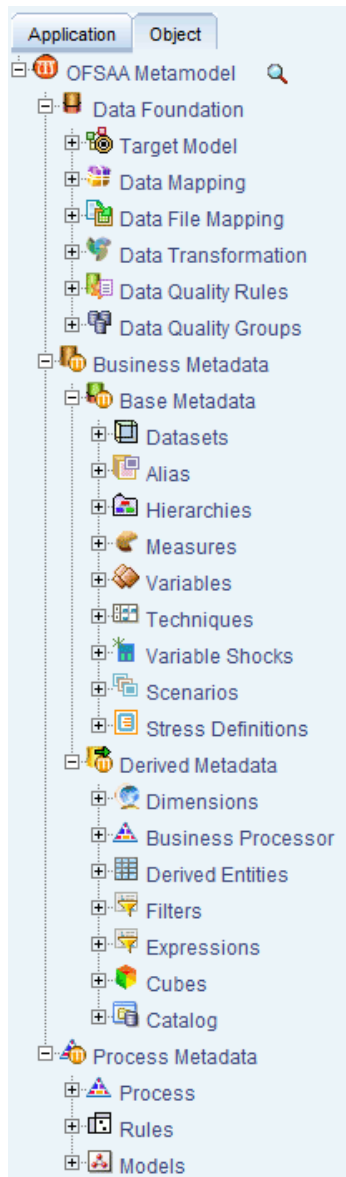 Application Object
OFSAA Metamodel
Data Foundation
Target Model
Data Mapping
Data File Mapping
Data Transformation
Data Quality Rules
Data Quality Groups
Business Metadata
Base Metadata
Datasets
Alias
Hierarchies
Measures
Variables
Techniques
Variable Shocks
Scenarios
Stress Definitions
Derived Metadata
Dimensions
Business Processor
Derived Entities
Filters
Expressions
Cubes
Catalog
Process Metadata
Process
Rules
Models